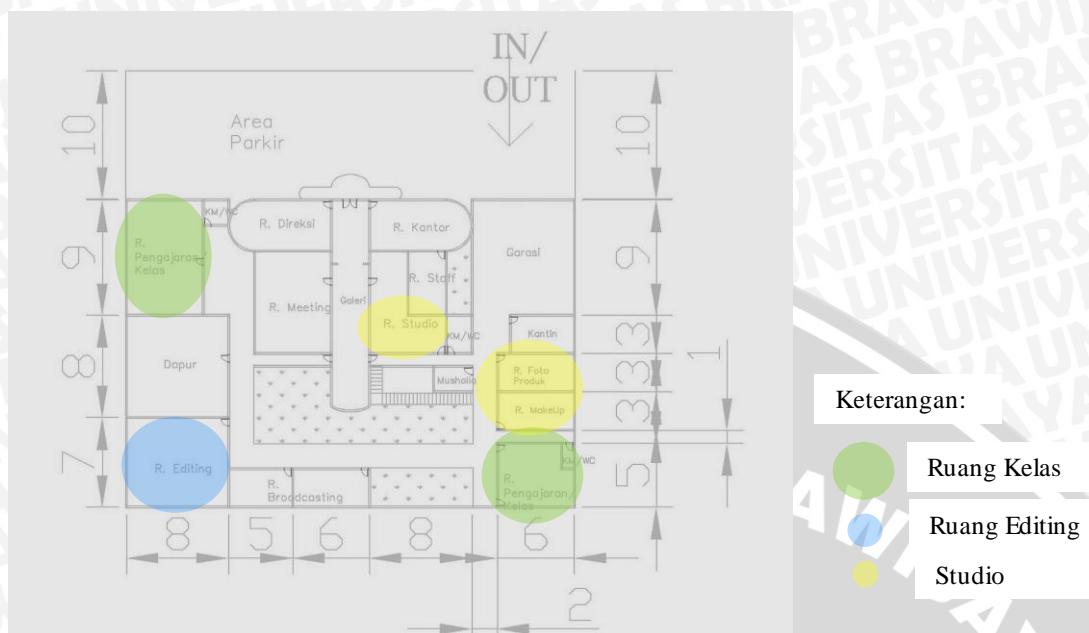 IN/
OUT
Area
Parkir
10
10
KM/WC
R. Direksi
R. Kantor
R.
Pengajaran
Kelas
Garasi
9
9
R. Staff
Galeri
R. Meeting
R. Studio
KM/WC
Kantin
3
1
Dapur
8
R. Foto
Produk
3
Musholla
R. MakeUp
3
Keterangan:
7
R. Editing
KM/WC
R.
Broadcasting
R.
Pengajaran/
Kelas
5
Ruang Kelas
Ruang Editing
Studio
8
5
6
8
6
2